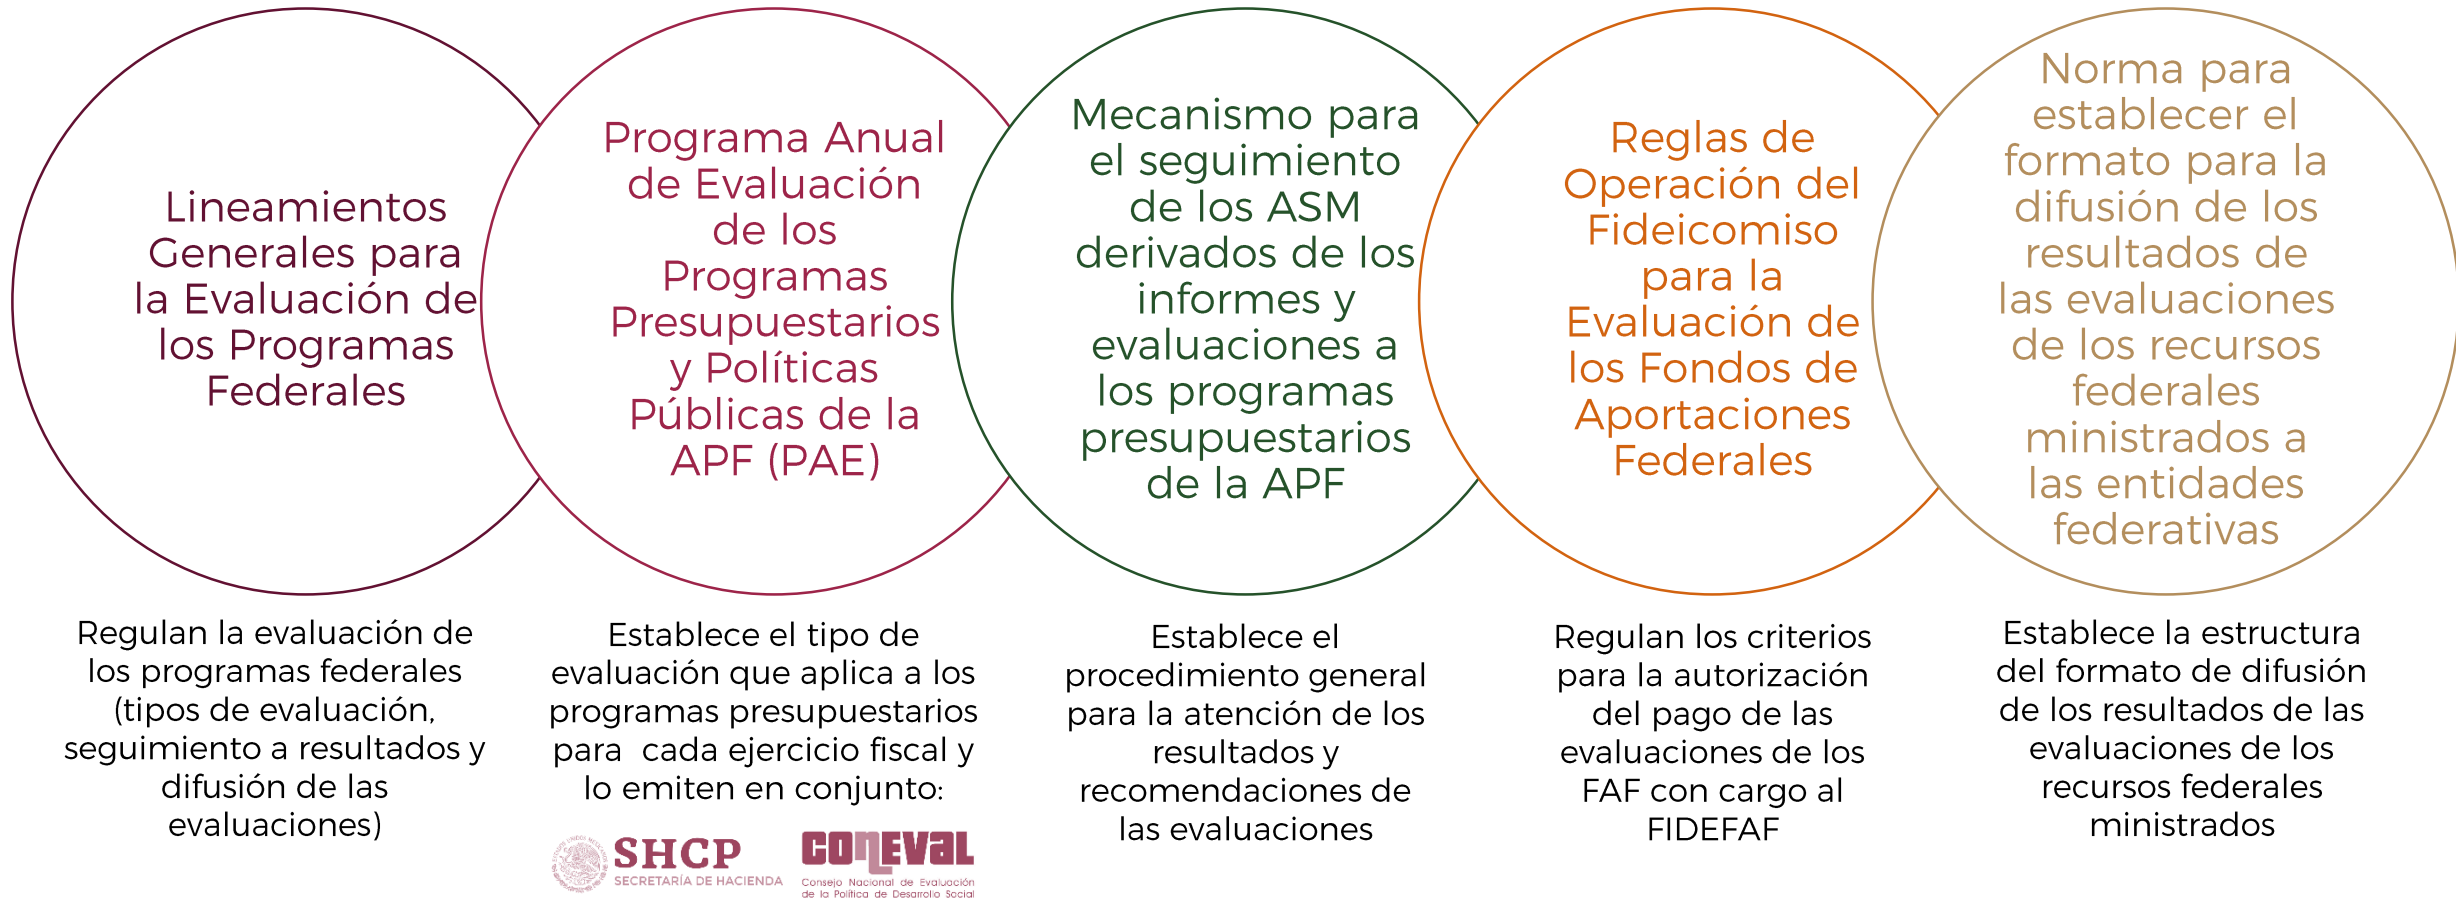 Lineamientos
Generales para
la Evaluación de
los Programas
Federales
Regulan la evaluación de
los programas federales
(tipos de evaluación,
seguimiento a resultados y
difusión de las
evaluaciones)
Programa Anual
de Evaluación
de los
Programas
Presupuestarios
y Políticas
Públicas de la
APF (PAE)
Establece el tipo de
evaluación que aplica a los
programas presupuestarios
para  cada ejercicio fiscal y
lo emiten en conjunto:
SHCP
SECRETARÍA DE HACIENDA
CONEVAL
Consejo Nacional de Evaluación
de la Política de Desarrollo Social
Mecanismo para
el seguimiento
de los ASM
derivados de los
informes y
evaluaciones a
los programas
presupuestarios
de la APF
Establece el
procedimiento general
para la atención de los
resultados y
recomendaciones de
las evaluaciones
Reglas de
Operación del
Fideicomiso
para la
Evaluación de
los Fondos de
Aportaciones
Federales
Regulan los criterios
para la autorización
del pago de las
evaluaciones de los
FAF con cargo al
FIDEFAF
Norma para
establecer el
formato para la
difusión de los
resultados de
las evaluaciones
de los recursos
federales
ministrados a
las entidades
federativas
Establece la estructura
del formato de difusión
de los resultados de las
evaluaciones de los
recursos federales
ministrados